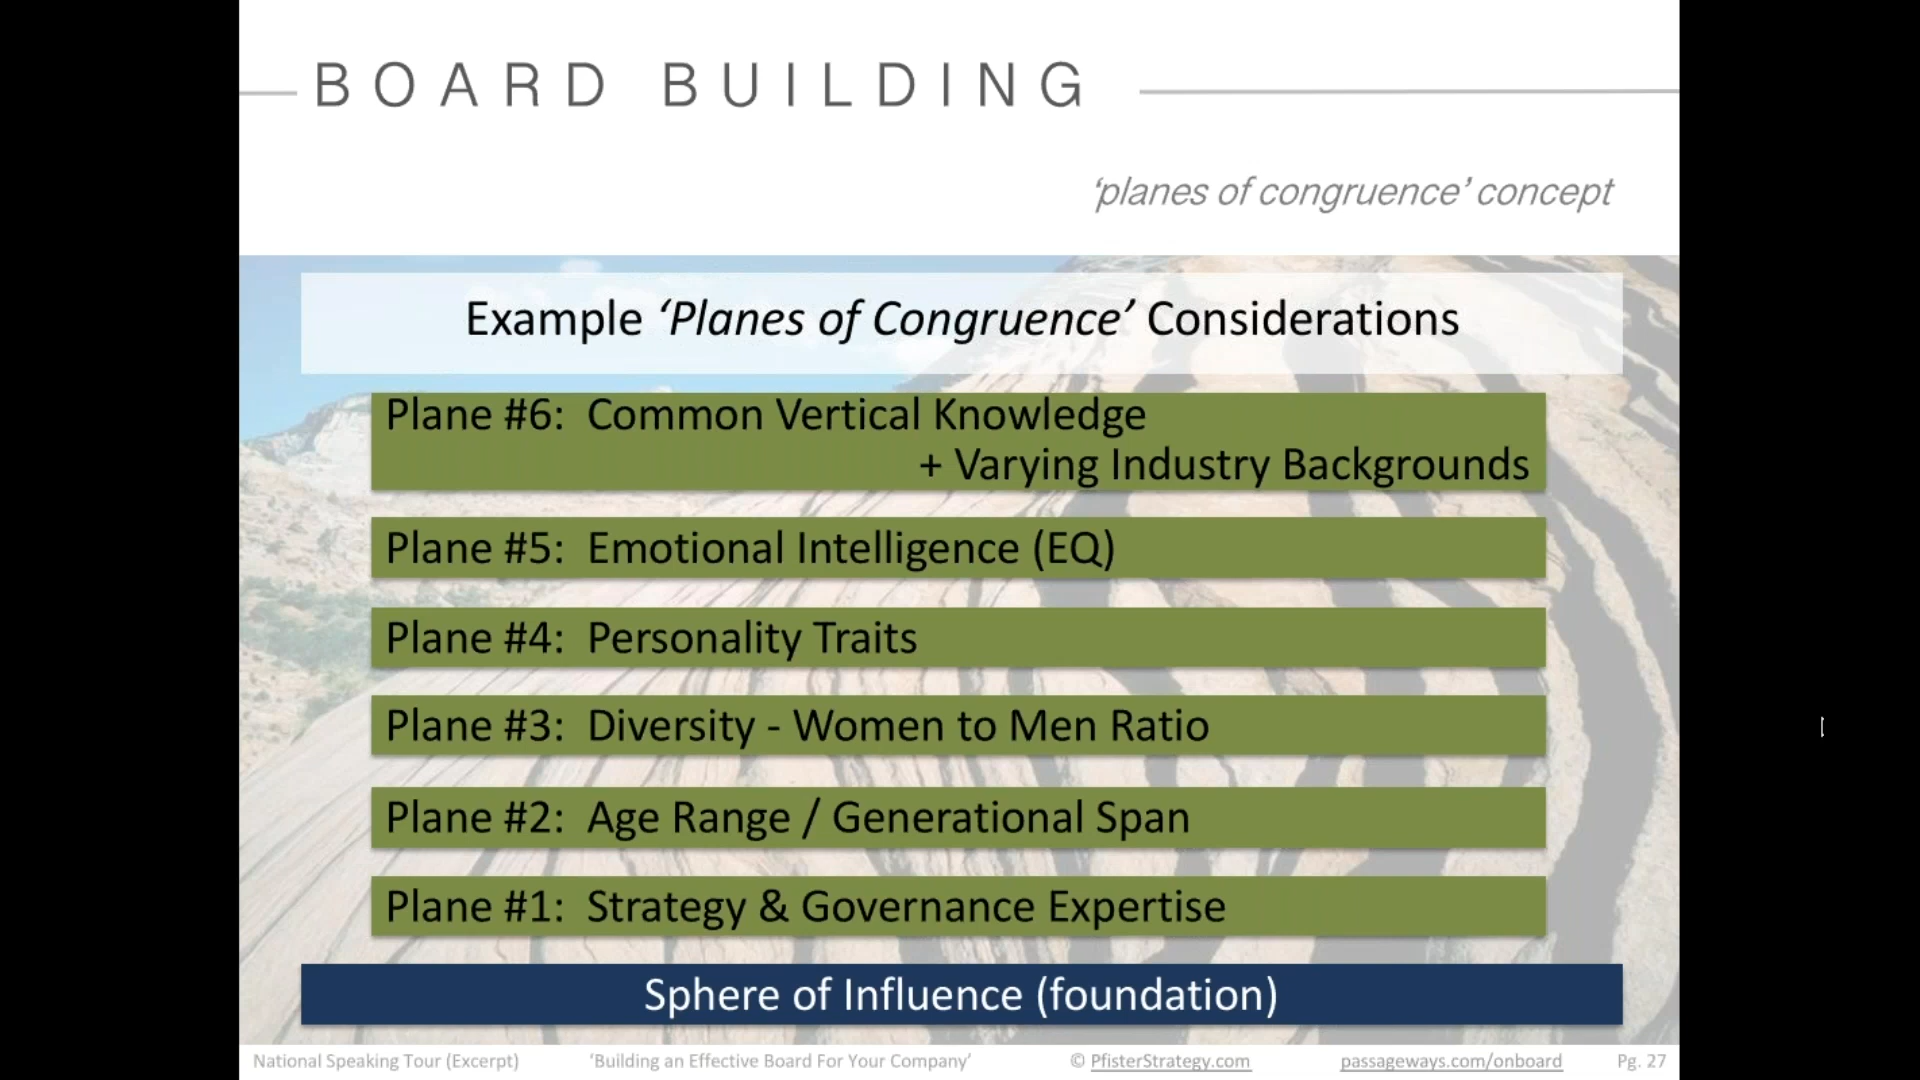 BOARD BUILDING
‘planes of congruence’ concept
Example ‘Planes of Congruence’ Considerations
Plane #6: Common Vertical Knowledge
+ Varying Industry Backgrounds
Plane #5: Emotional Intelligence (EQ)
Plane #4: Personality Traits
Plane #3: Diversity - Women to Men Ratio
Plane #2: Age Range / Generational Span
Plane #1: Strategy & Governance Expertise
Sphere of Influence (foundation)
National Speaking Tour (Excerpt) ‘Building an Effective Board For Your Company’ © PfisterStrategy.com passageways.com/onboard Pg. 27